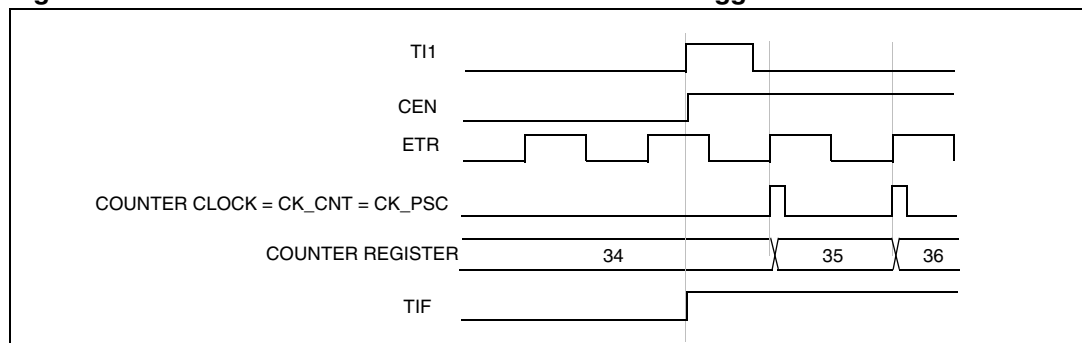 TI1
CEN
ETR
COUNTER CLOCK = CK_CNT = CK_PSC
COUNTER REGISTER 34 35 36
TIF